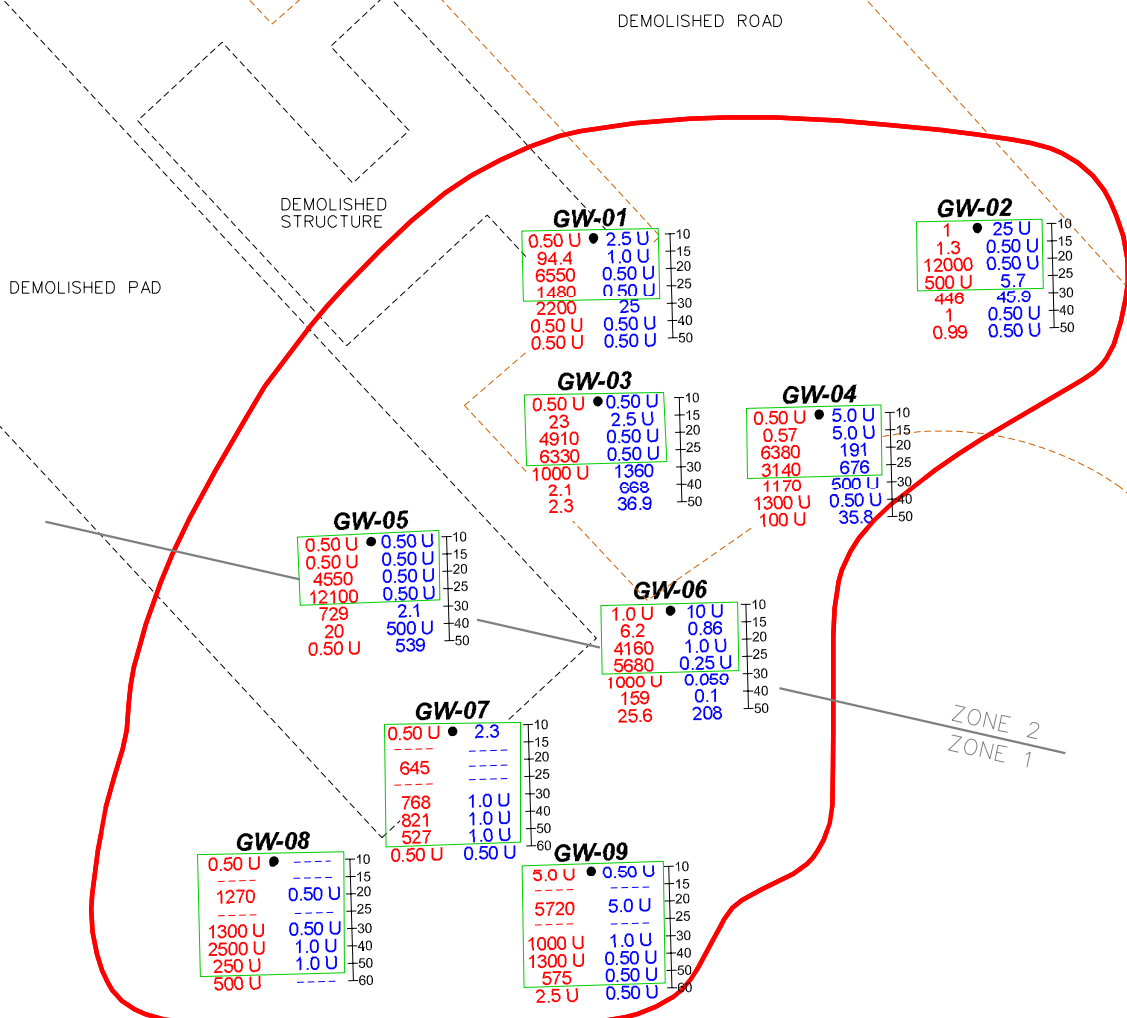 DEMOLISHED ROAD
DEMOLISHED
STRUCTURE
DEMOLISHED PAD
GW-01
0.50 U 2.5 U 10
94.4 1.0 U 15
6550 0.50 U 20
1480 0.50 U 25
2200 25 30
0.50 U 0.50 U 40
0.50 U 0.50 U 50
GW-02
1 25 U 10
1.3 0.50 U 15
12000 0.50 U 20
500 U 5.7 25
446 45.9 30
1 0.50 U 40
0.99 0.50 U 50
GW-03
0.50 U 0.50 U 10
23 2.5 U 15
4910 0.50 U 20
6330 0.50 U 25
1000 U 1360 30
2.1 668 40
2.3 36.9 50
GW-04
0.50 U 5.0 U 10
0.57 5.0 U 15
6380 191 20
3140 676 25
1170 500 U 30
1300 U 0.50 U 40
100 U 35.8 50
GW-05
0.50 U 0.50 U 10
0.50 U 0.50 U 15
4550 0.50 U 20
12100 0.50 U 25
729 2.1 30
20 500 U 40
0.50 U 539 50
GW-06
1.0 U 10 U 10
6.2 0.86 15
4160 1.0 U 20
5680 0.25 U 25
1000 U 0.059 30
159 0.1 40
25.6 208 50
ZONE 2
ZONE 1
GW-07
0.50 U 2.3 10
---- ---- 15
645 ---- 20
---- ---- 25
768 1.0 U 30
821 1.0 U 40
527 1.0 U 50
0.50 U 0.50 U 60
GW-08
0.50 U ---- 10
---- ---- 15
1270 0.50 U 20
---- ---- 25
1300 U 0.50 U 30
2500 U 1.0 U 40
250 U 1.0 U 50
500 U ---- 60
GW-09
5.0 U 0.50 U 10
---- ---- 15
5720 5.0 U 20
---- ---- 25
1000 U 1.0 U 30
1300 U 0.50 U 40
575 0.50 U 50
2.5 U 0.50 U 60